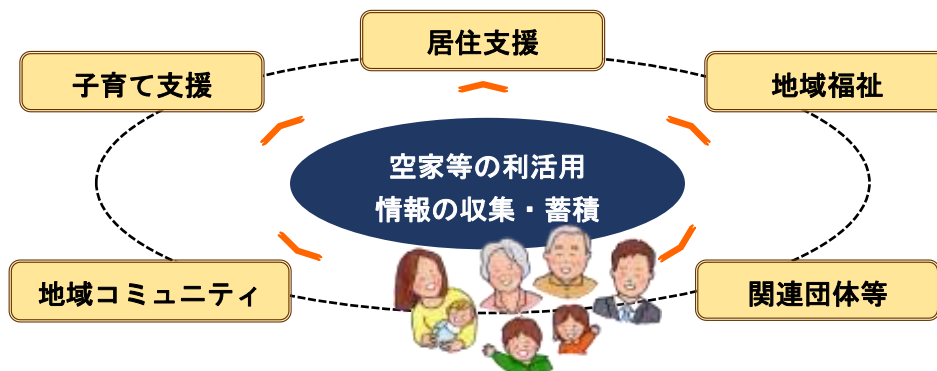 居住支援
子育て支援
地域福祉
空家等の利活用
情報の収集・蓄積
地域コミュニティ
関連団体等